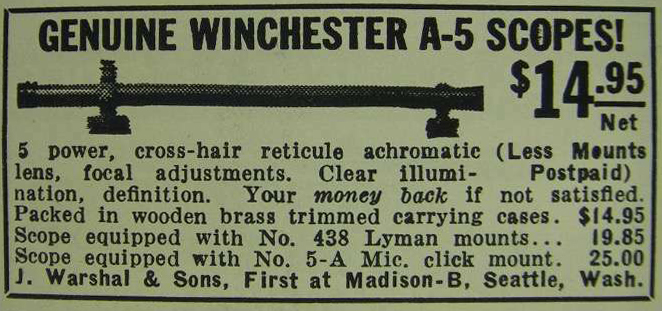 GENUINE WINCHESTER A-5 SCOPES!
$14.95
Net
5 power, cross-hair reticule achromatic (Less Mounts
lens, focal adjustments. Clear illumi- Postpaid)
nation, definition. Your money back if not satisfied.
Packed in wooden brass trimmed carrying cases. $14.95
Scope equipped with No. 438 Lyman mounts... 19.85
Scope equipped with No. 5-A Mic. click mount. 25.00
J. Warshal & Sons, First at Madison-B, Seattle, Wash.